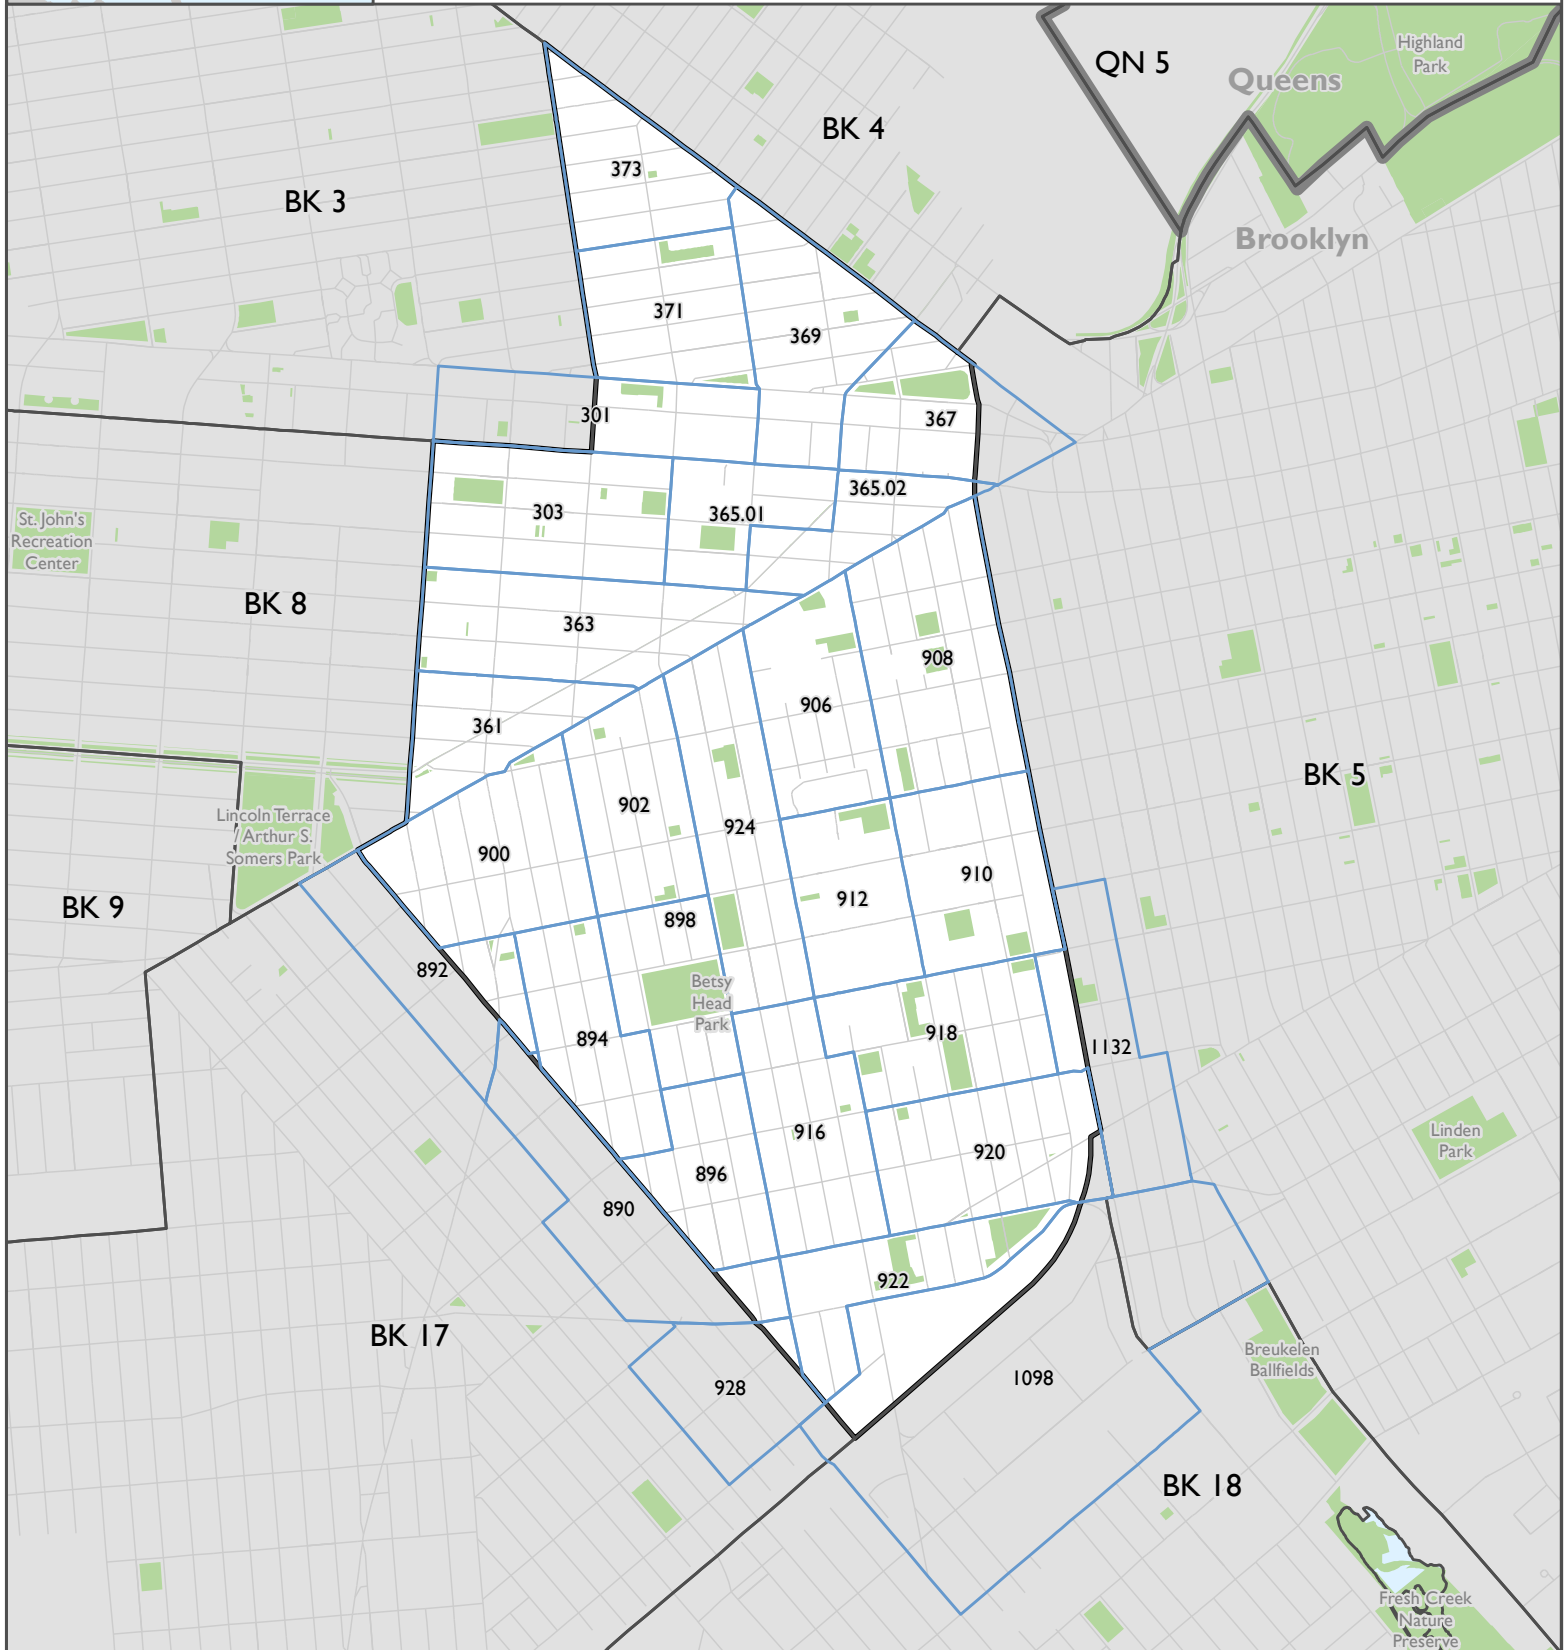 Highland
Park
QN 5
Queens
BK 4
373
BK 3
Brooklyn
371
369
301
367
365.02
303
365.01
St. John's
Recreation
Center
BK 8
363
908
906
361
BK 5
902
Lincoln Terrace
/ Arthur S.
Somers Park
924
900
910
912
BK 9
898
892
Betsy
Head
Park
894
918
1132
916
Linden
Park
920
896
890
922
BK 17
Breukelen
Ballfields
928
1098
BK 18
Fresh Creek
Nature
Preserve